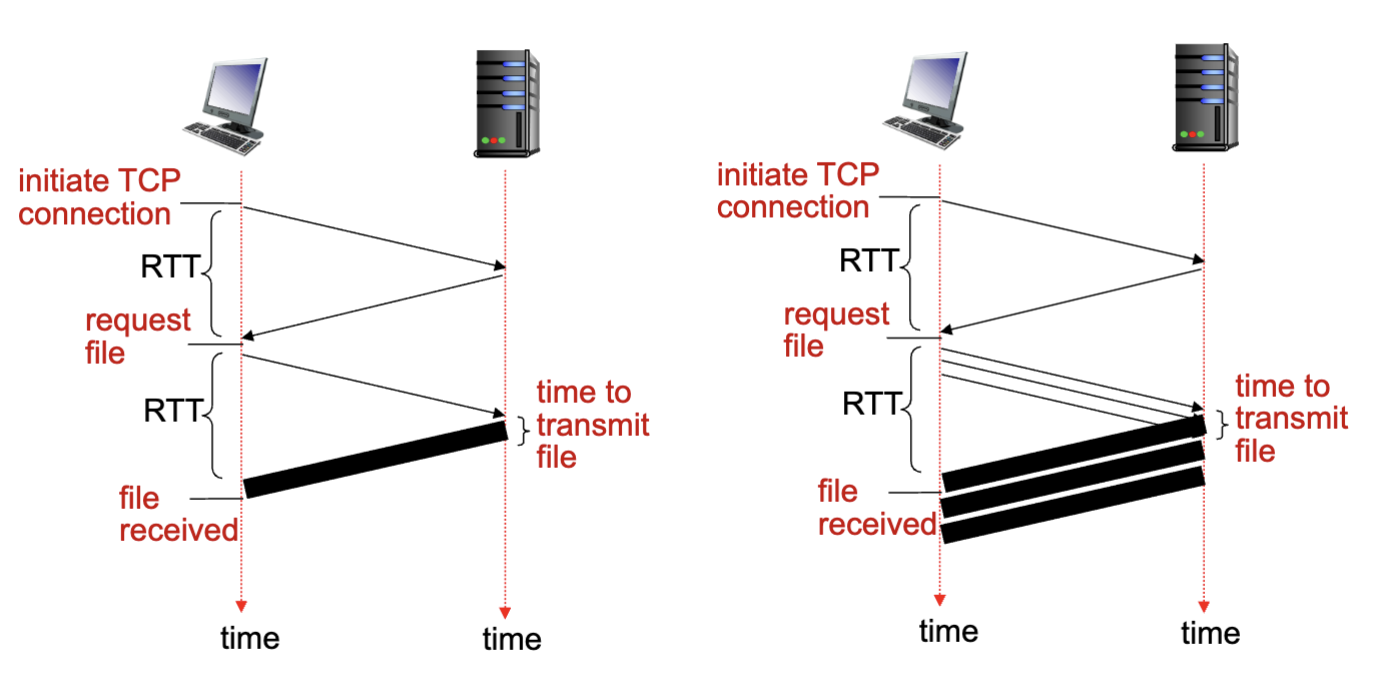 initiate TCP
connection
RTT
request
file
RTT
time to
transmit
file
file
received
time
time
initiate TCP
connection
RTT
request
file
RTT
time to
transmit
file
file
received
time
time